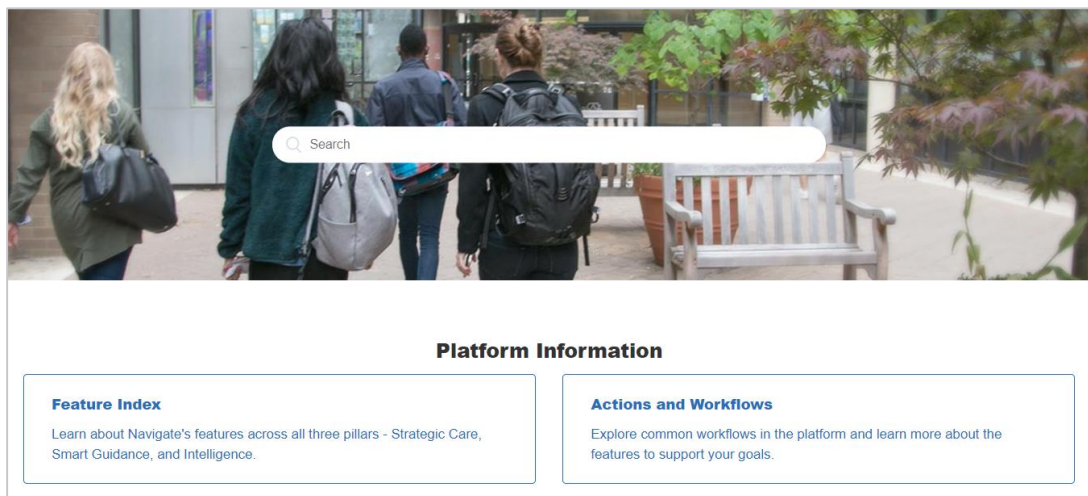 Search
Platform Information
Feature Index
Learn about Navigate's features across all three pillars - Strategic Care,
Smart Guidance, and Intelligence.
Actions and Workflows
Explore common workflows in the platform and learn more about the
features to support your goals.